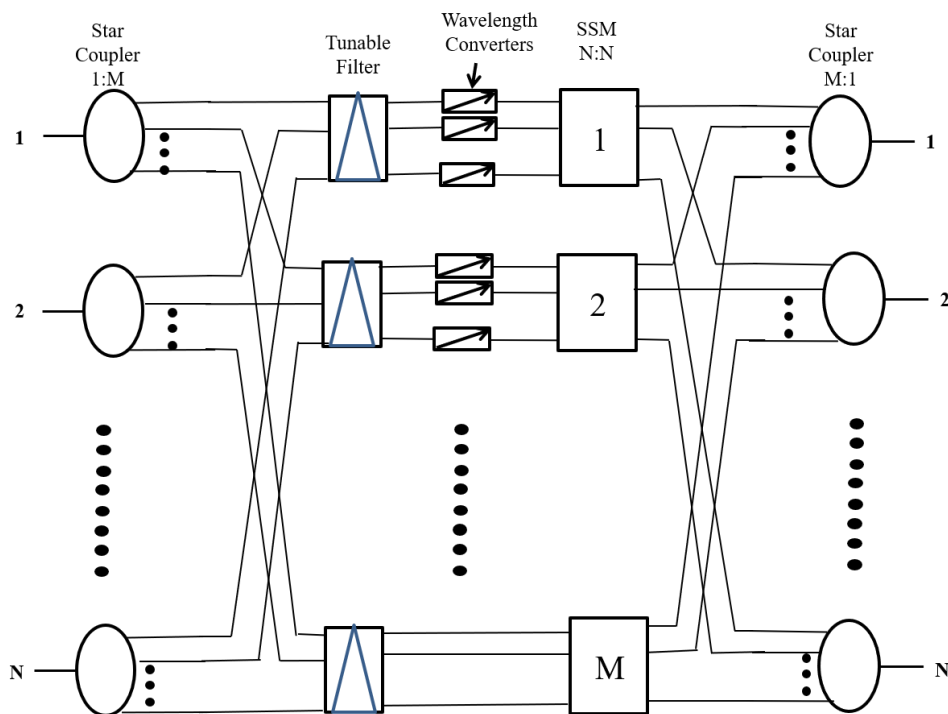 Star
Coupler
1:M
Tunable
Filter
Wavelength
Converters
SSM
N:N
Star
Coupler
M:1
1
1
1
2
2
2
N
M
N